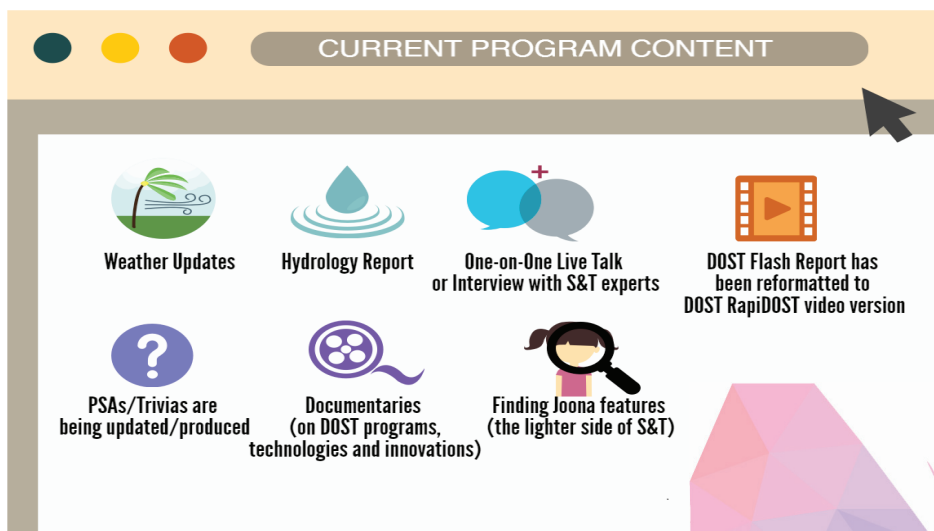 CURRENT PROGRAM CONTENT
Weather Updates
Hydrology Report
One-on-One Live Talk
or Interview with S&T experts
DOST Flash Report has
been reformatted to
DOST RapiDOST video version
?
PSAs/Trivias are
being updated/produced
Documentaries
(on DOST programs,
technologies and innovations)
Finding Joona features
(the lighter side of S&T)